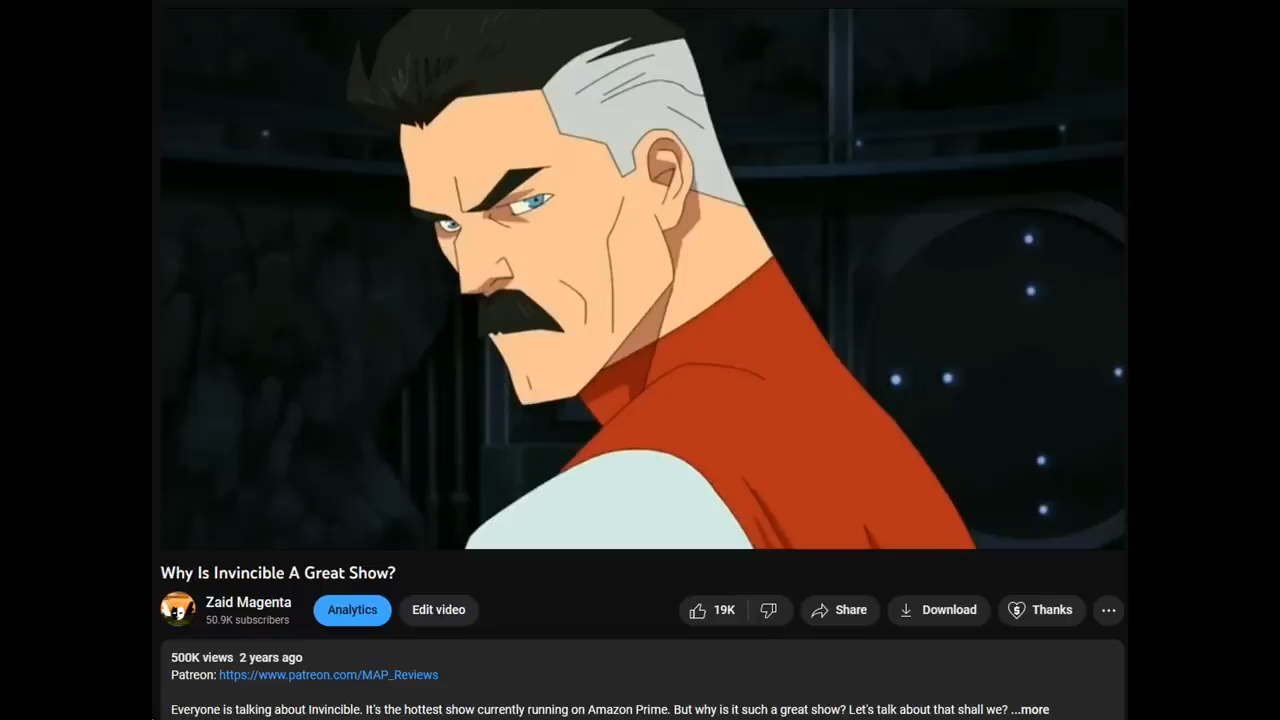 Why Is Invincible A Great Show?
Zaid Magenta
50.9K subscribers
Analytics
Edit video
19K
Share
Download
Thanks
500K views 2 years ago
Patreon: https://www.patreon.com/MAP_Reviews
Everyone is talking about Invincible. It's the hottest show currently running on Amazon Prime. But why is it such a great show? Let's talk about that shall we? ...more